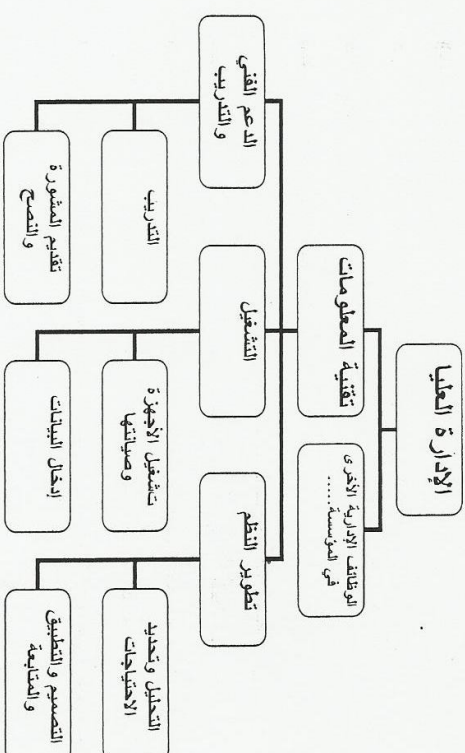 الإدارة العليا
الوظائف الإدارية الأخرى
في المؤسسة.....
تقنية المعلومات
تطوير النظم
التشغيل
الدعم الفني
والتدريب
التحليل وتحديد
الاحتياجات
تشغيل الأجهزة
وصيانتها
التدريب
التصميم والتطبيق
والمتابعة
إدخال البيانات
تقديم المشورة
والنصح